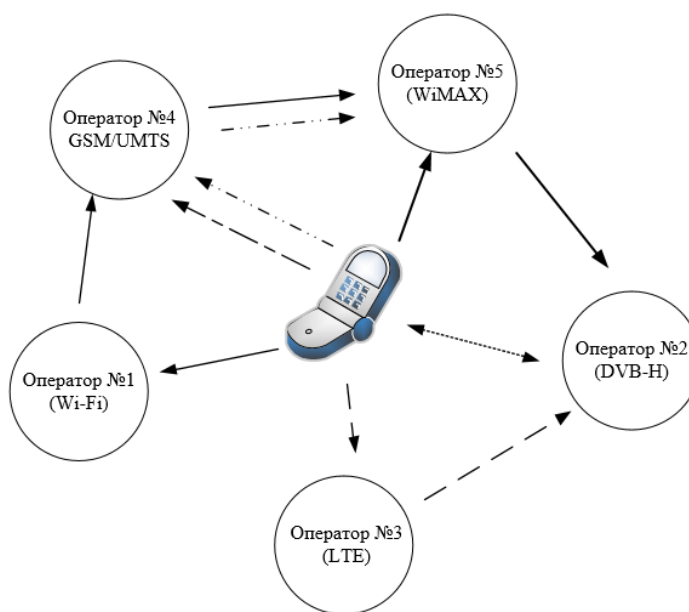 Оператор №5
(WiMAX)
Оператор №4
GSM/UMTS
Оператор №2
(DVB-H)
Оператор №1
(Wi-Fi)
Оператор №3
(LTE)